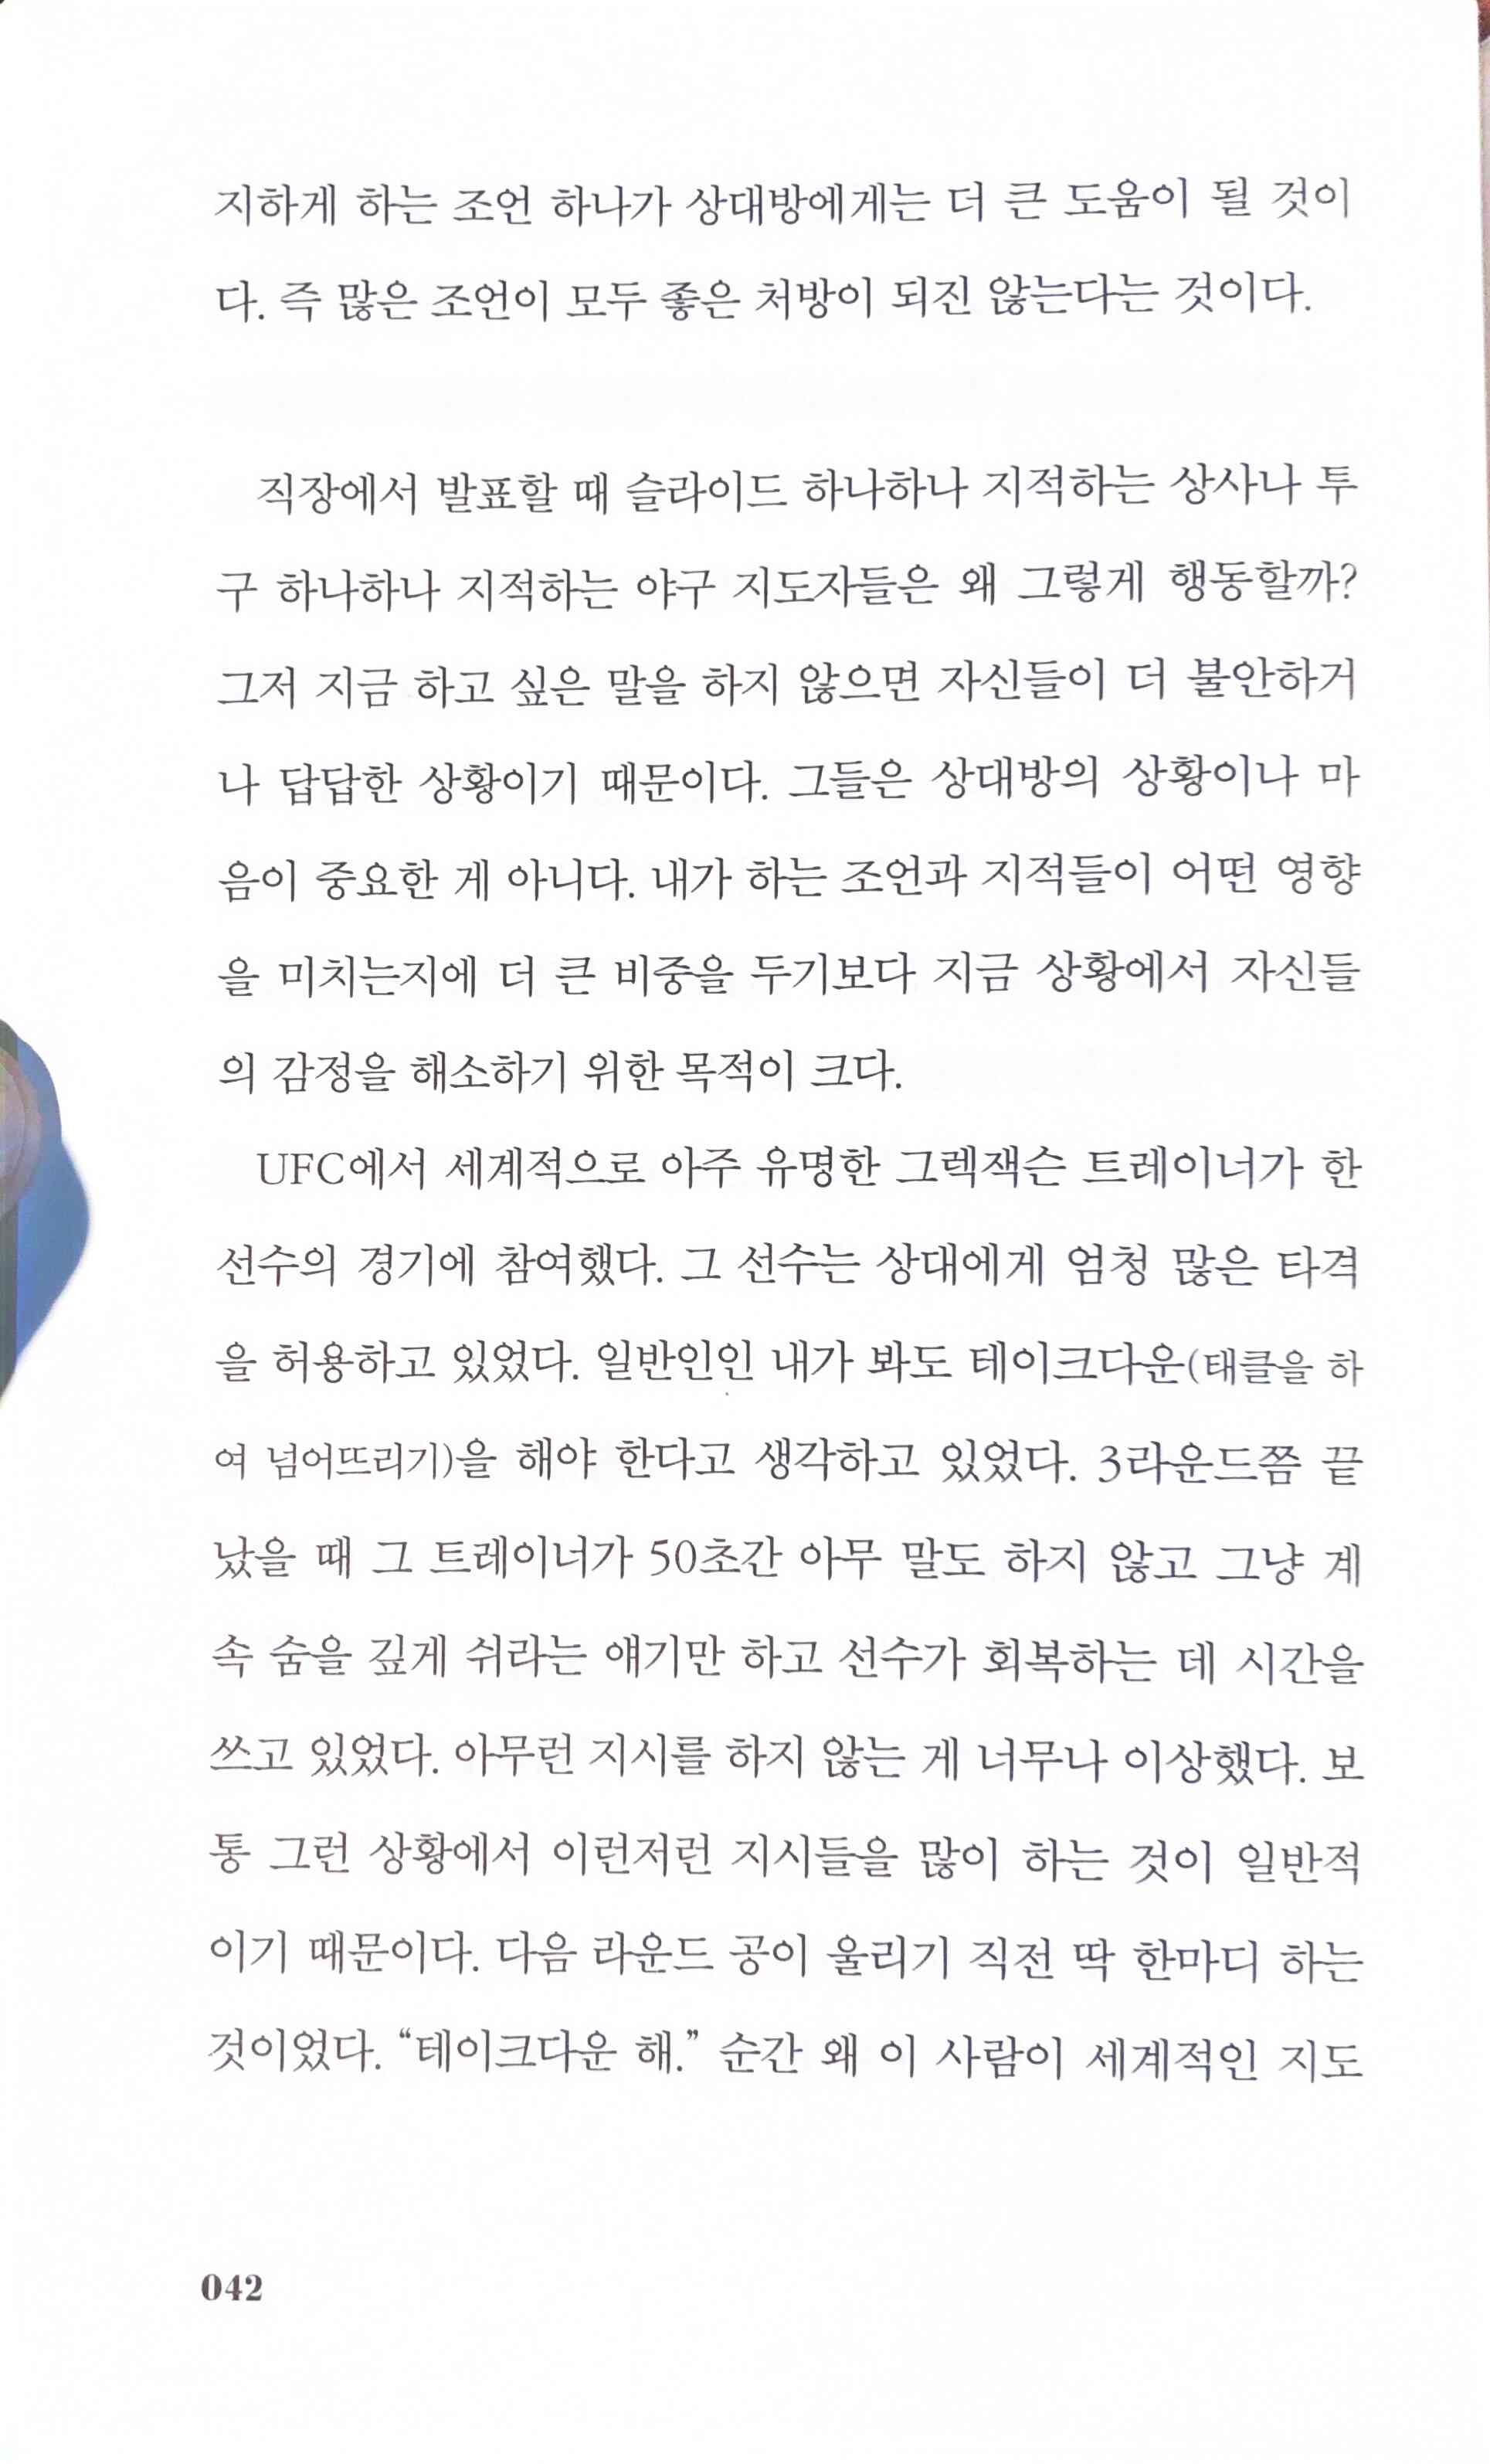 지하게 하는 조언 하나가 상대방에게는 더 큰 도움이 될 것이
다. 즉 많은 조언이 모두 좋은 처방이 되진 않는다는 것이다.
직장에서 발표할 때 슬라이드 하나하나 지적하는 상사나 투
구 하나하나 지적하는 야구 지도자들은 왜 그렇게 행동할까?
그저 지금 하고 싶은 말을 하지 않으면 자신들이 더 불안하거
나 답답한 상황이기 때문이다. 그들은 상대방의 상황이나 마
음이 중요한 게 아니다. 내가 하는 조언과 지적들이 어떤 영향
을 미치는지에 더 큰 비중을 두기보다 지금 상황에서 자신들
의 감정을 해소하기 위한 목적이 크다.
UFC에서 세계적으로 아주 유명한 그렉잭슨 트레이너가 한
선수의 경기에 참여했다. 그 선수는 상대에게 엄청 많은 타격
을 허용하고 있었다. 일반인인 내가 봐도 테이크다운(태클을 하
여 넘어뜨리기)을 해야 한다고 생각하고 있었다. 3라운드쯤 끝
났을 때 그 트레이너가 50초간 아무 말도 하지 않고 그냥 계
속 숨을 깊게 쉬라는 얘기만 하고 선수가 회복하는 데 시간을
쓰고 있었다. 아무런 지시를 하지 않는 게 너무나 이상했다. 보
통 그런 상황에서 이런저런 지시들을 많이 하는 것이 일반적
이기 때문이다. 다음 라운드 공이 울리기 직전 딱 한마디 하는
것이었다. “테이크다운 해.” 순간 왜 이 사람이 세계적인 지도
042